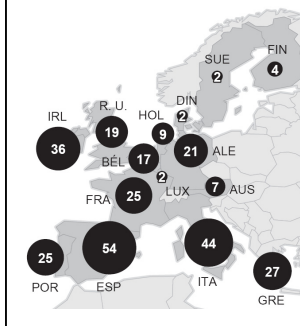 FIN
4
SUE
2
DIN
2
R. U.
19
HOL
9
IRL
36
BÉL
17
21
ALE
2
LUX
FRA
25
7
AUS
25
POR
54
ESP
44
ITA
27
GRE